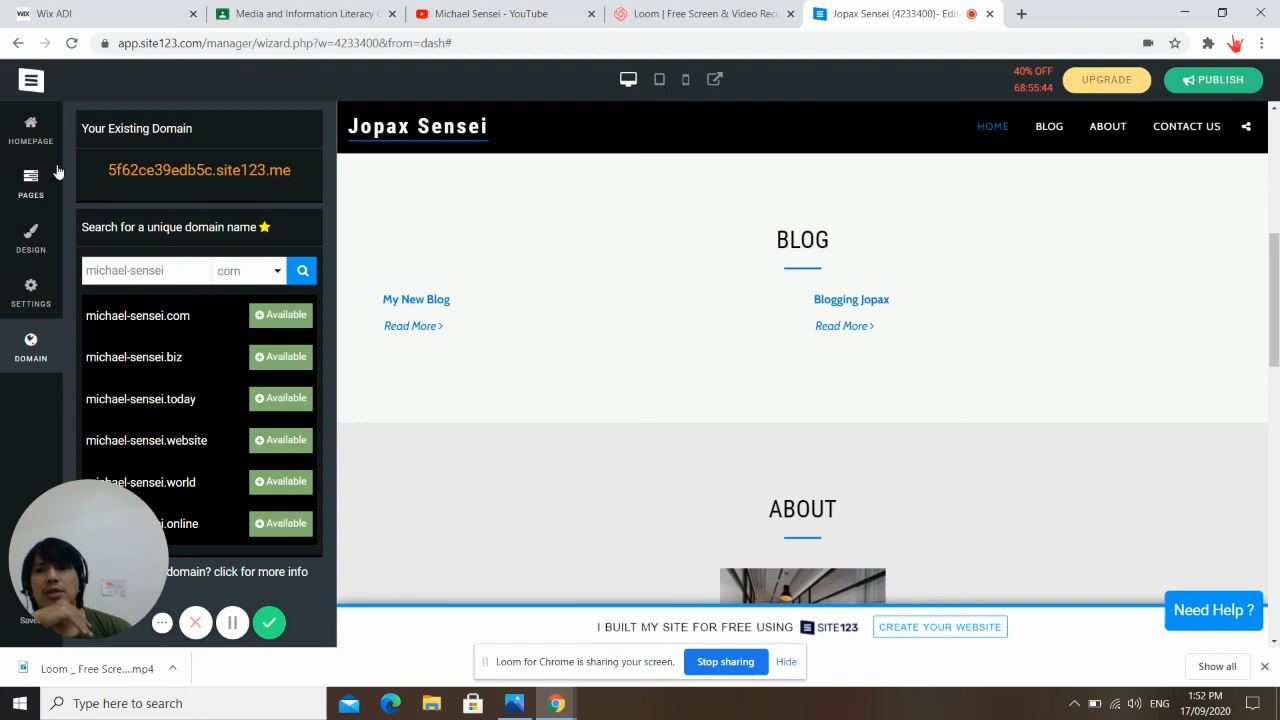 WIX Wix ADI
Media and Information Literacy
Michael Sensei - YouTube
Loom | Free Screen & Video Rec
Jopax Sensei (4233400)- Edit
app.site123.com/manager/wizard.php?w=4233400&from=dash#
40% OFF
68:55:44
UPGRADE
PUBLISH
HOMEPAGE
PAGES
DESIGN
SETTINGS
DOMAIN
Your Existing Domain
5f62ce39edb5c.site123.me
Search for a unique domain name
michael-sensei
com
michael-sensei.com
Available
michael-sensei.biz
Available
michael-sensei.today
Available
michael-sensei.website
Available
Available
Available
domain? click for more info
Jopax Sensei
HOME
BLOG
ABOUT
CONTACT US
BLOG
My New Blog
Read More >
Blogging Jopax
Read More >
ABOUT
I BUILT MY SITE FOR FREE USING
SITE123
CREATE YOUR WEBSITE
Need Help ?
Loom for Chrome is sharing your screen.
Stop sharing
Hide
Loom _ Free Scre....mp4
Show all
Type here to search
ENG
1:52 PM
17/09/2020